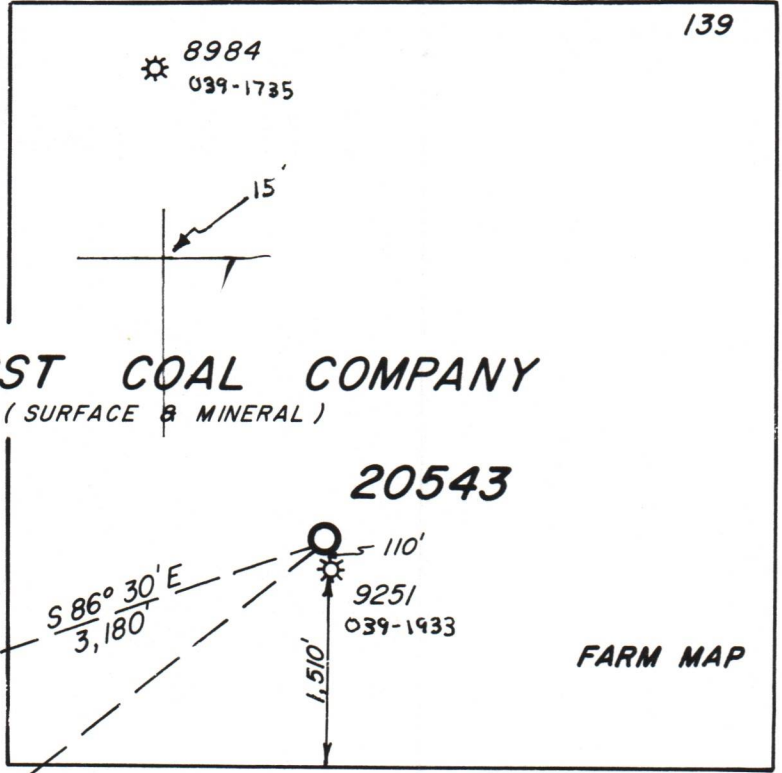 139
8984
039-1735
15'
7
ST COAL COMPANY
( SURFACE & MINERAL )
20543
110'
9251
039-1933
S 86° 30' E
3,180'
1,510'
FARM MAP